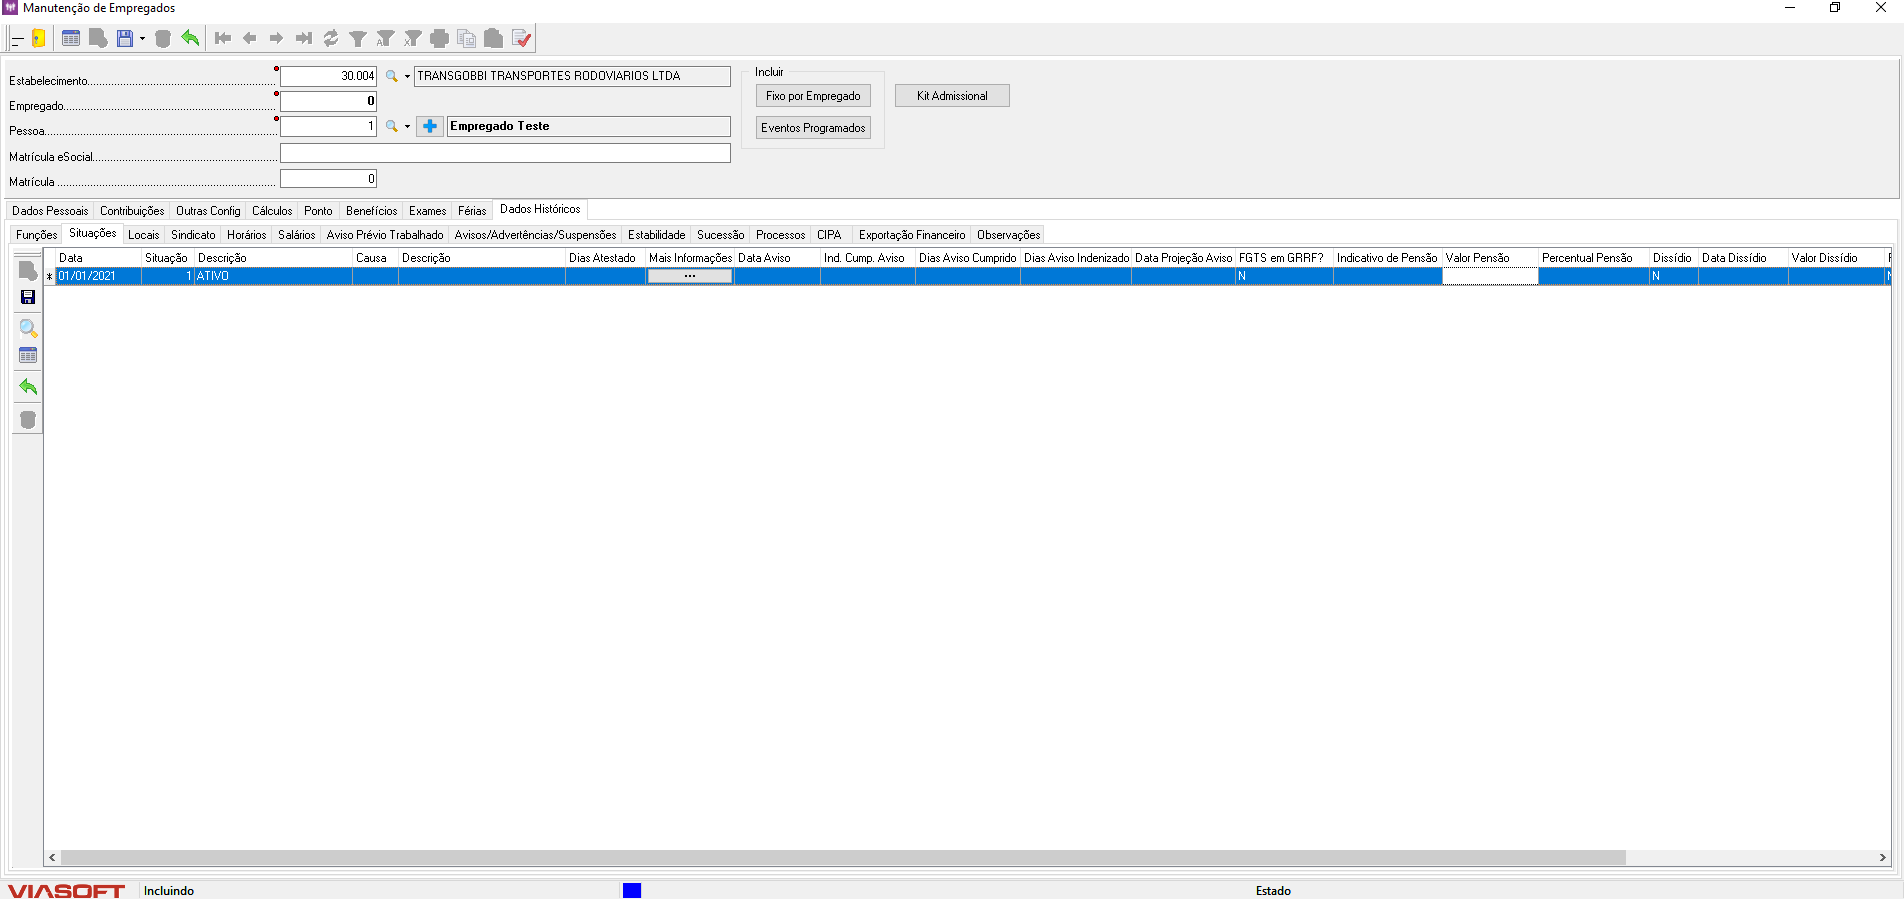 Manutenção de Empregados
Estabelecimento 30.004 TRANSGOBBI TRANSPORTES RODOVIARIOS LTDA
Empregado 0
Pessoa 1 Empregado Teste
Matrícula eSocial
Matrícula 0
Incluir
Fixo por Empregado
Eventos Programados
Kit Admissional
Dados Pessoais Contribuições Outras Config Cálculos Ponto Benefícios Exames Férias Dados Históricos
Funções Situações Locais Sindicato Horários Salários Aviso Prévio Trabalhado Avisos/Advertências/Suspensões Estabilidade Sucessão Processos CIPA Exportação Financeiro Observações
Data Situação Descrição Causa Descrição Dias Atestado Mais Informações Data Aviso Ind. Cump. Aviso Dias Aviso Cumprido Dias Aviso Indenizado Data Projeção Aviso FGTS em GRRF? Indicativo de Pensão Valor Pensão Percentual Pensão Dissídio Data Dissídio Valor Dissídio
01/01/2021 1 ATIVO ... N N
VIASOFT Incluindo Estado